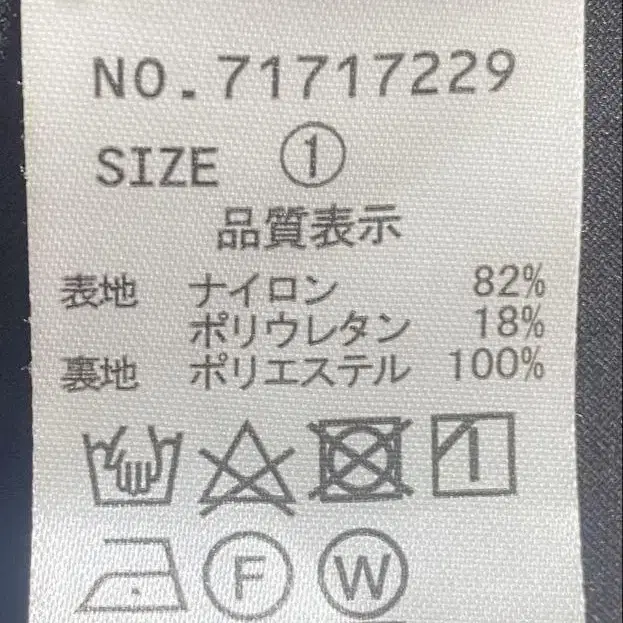 NO.71717229
SIZE ①
品質表示
表地 ナイロン 82%
ポリウレタン 18%
裏地 ポリエステル 100%
F W